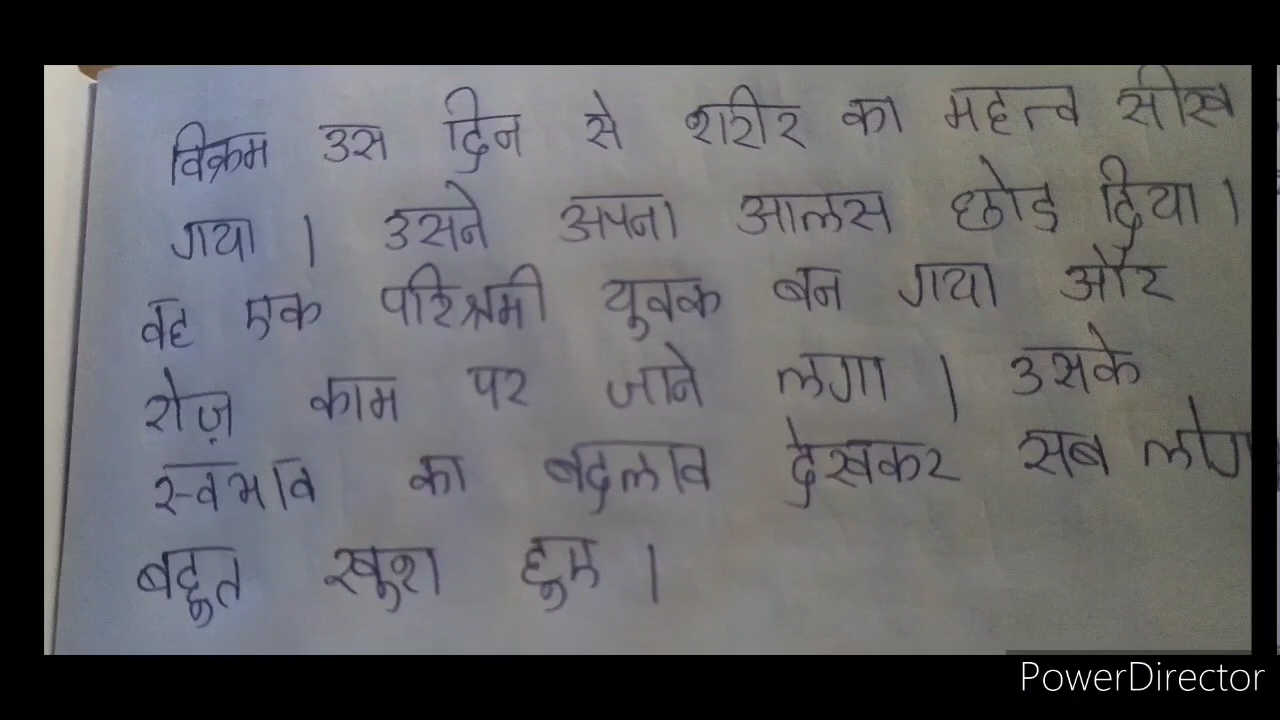 विक्रम उस दिन से शरीर का महत्व सीख
गया । उसने अपना आलस छोड दिया ।
वह एक परिश्रमी युवक बन गया और
रोज़ काम पर जाने लगा । उसके
स्वभाव का बदलाव देखकर सब लोग
बहुत खुश हुए ।
PowerDirector